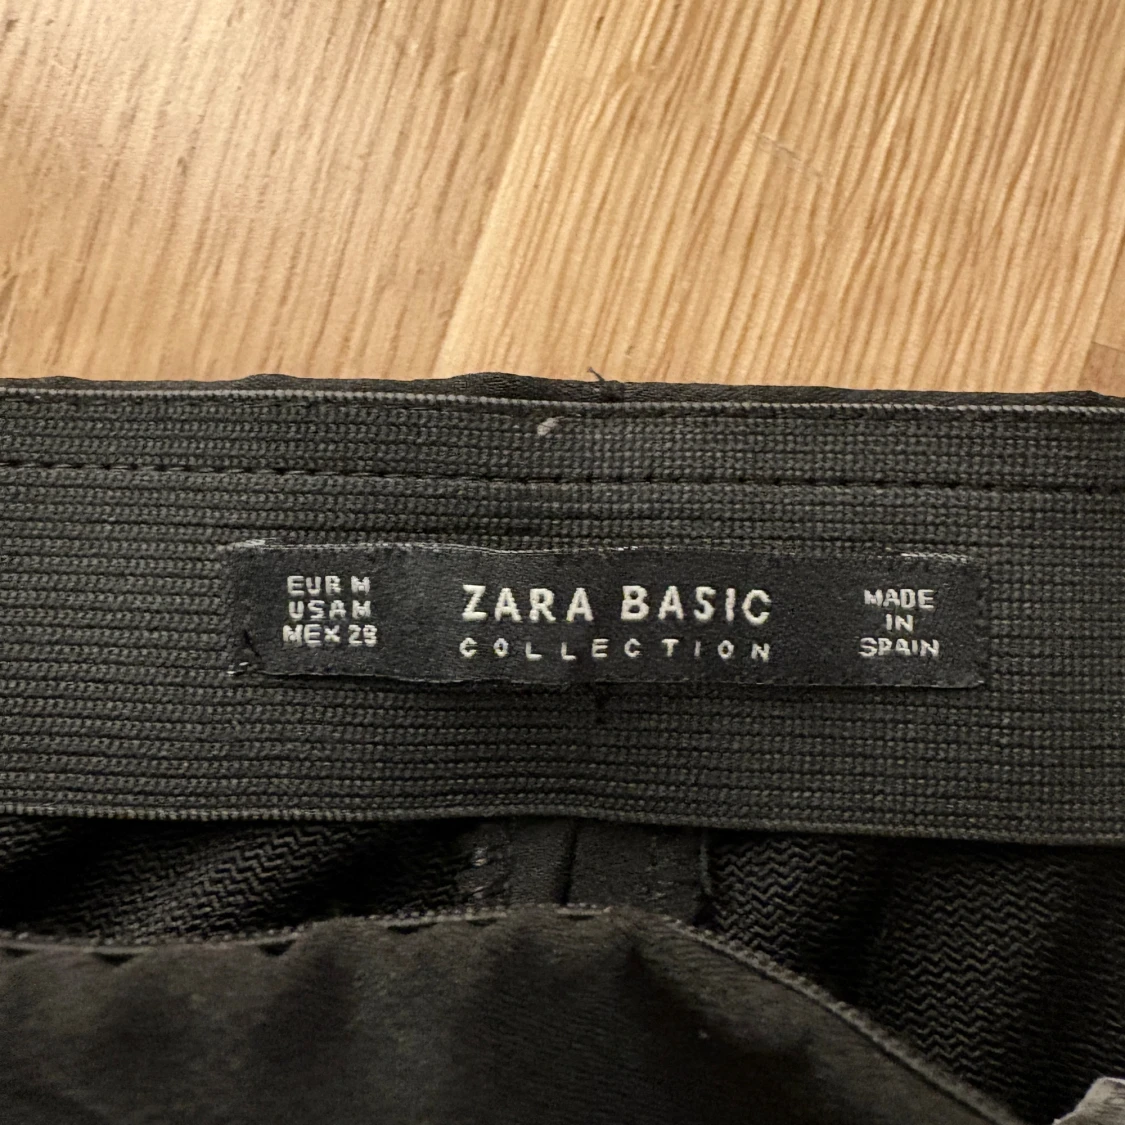 EUR M
USA M
MEX 28
ZARA BASIC
COLLECTION
MADE
IN
SPAIN